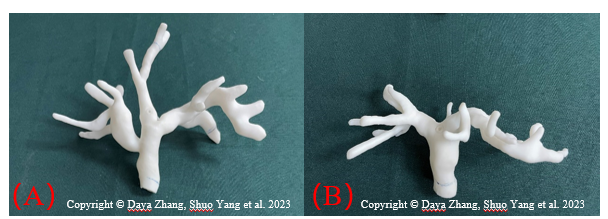 (A) Copyright © Daya Zhang, Shuo Yang et al. 2023
(B) Copyright © Daya Zhang, Shuo Yang et al. 2023